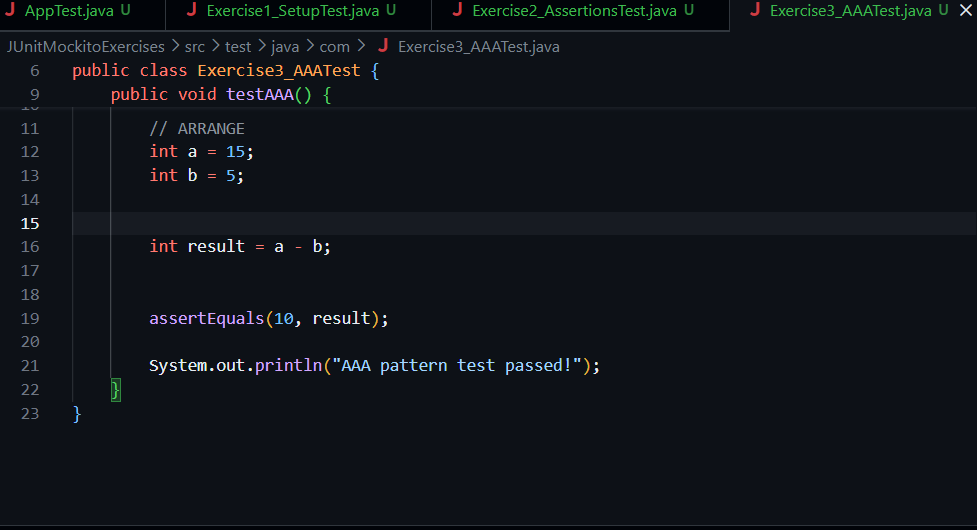 J AppTest.java U J Exercise1_SetupTest.java U J Exercise2_AssertionsTest.java U J Exercise3_AAATest.java U
JUnitMockitoExercises > src > test > java > com > J Exercise3_AAATest.java
6 public class Exercise3_AAATest {
9 public void testAAA() {
11 // ARRANGE
12 int a = 15;
13 int b = 5;
14
15
16 int result = a - b;
17
18
19 assertEquals(10, result);
20
21 System.out.println("AAA pattern test passed!");
22 }
23 }